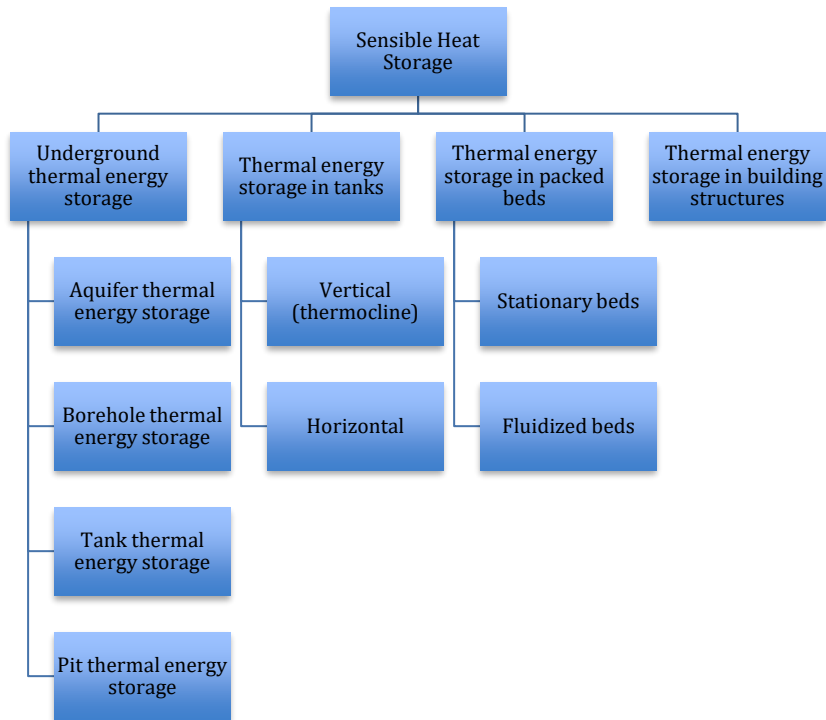 Sensible Heat
Storage
Underground
thermal energy
storage
Thermal energy
storage in tanks
Thermal energy
storage in packed
beds
Thermal energy
storage in building
structures
Aquifer thermal
energy storage
Vertical
(thermocline)
Stationary beds
Borehole thermal
energy storage
Horizontal
Fluidized beds
Tank thermal
energy storage
Pit thermal energy
storage